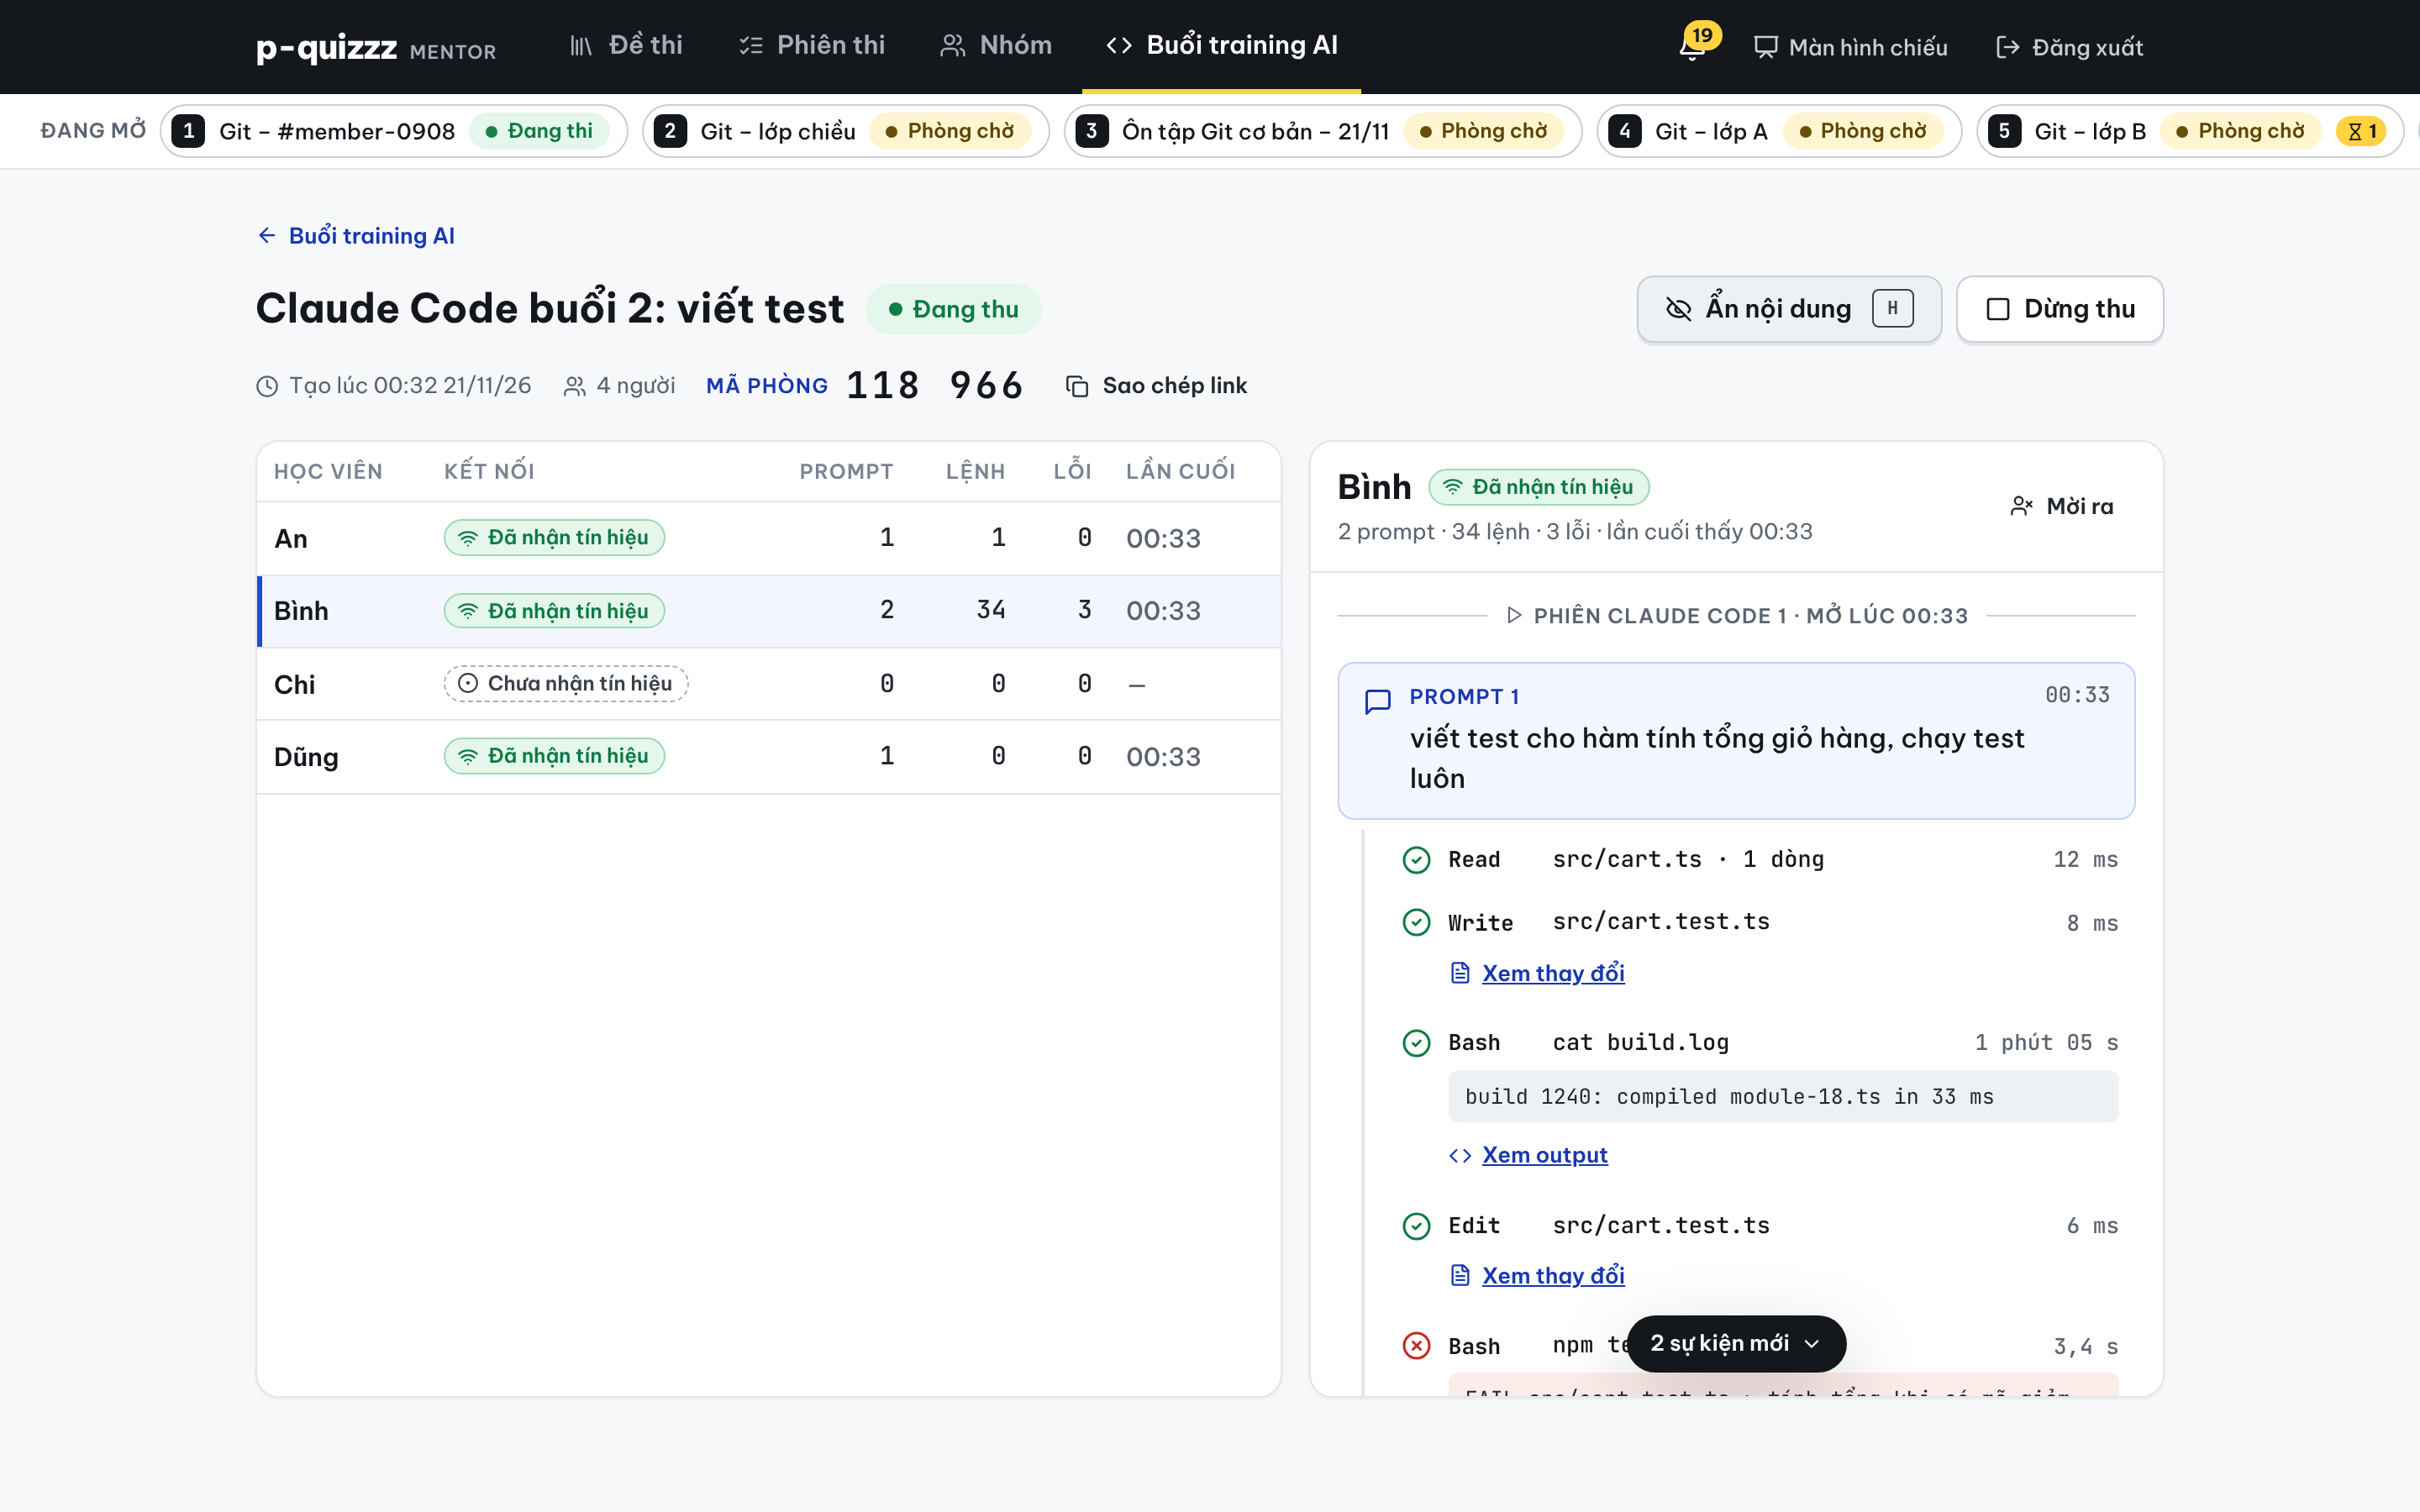 p-quizzz MENTOR
Đề thi
Phiên thi
Nhóm
Buổi training AI
19
Màn hình chiếu
Đăng xuất
ĐANG MỞ
1 Git – #member-0908 Đang thi
2 Git – lớp chiều Phòng chờ
3 Ôn tập Git cơ bản – 21/11 Phòng chờ
4 Git – lớp A Phòng chờ
5 Git – lớp B Phòng chờ 1
Buổi training AI
Claude Code buổi 2: viết test Đang thu
Ẩn nội dung H
Dừng thu
Tạo lúc 00:32 21/11/26 4 người MÃ PHÒNG 118 966 Sao chép link
HỌC VIÊN KẾT NỐI PROMPT LỆNH LỖI LẦN CUỐI
An Đã nhận tín hiệu 1 1 0 00:33
Bình Đã nhận tín hiệu 2 34 3 00:33
Chi Chưa nhận tín hiệu 0 0 0 –
Dũng Đã nhận tín hiệu 1 0 0 00:33
Bình Đã nhận tín hiệu
Mời ra
2 prompt · 34 lệnh · 3 lỗi · lần cuối thấy 00:33
PHIÊN CLAUDE CODE 1 · MỞ LÚC 00:33
PROMPT 1 00:33
viết test cho hàm tính tổng giỏ hàng, chạy test
luôn
Read src/cart.ts · 1 dòng 12 ms
Write src/cart.test.ts 8 ms
Xem thay đổi
Bash cat build.log 1 phút 05 s
build 1240: compiled module-18.ts in 33 ms
Xem output
Edit src/cart.test.ts 6 ms
Xem thay đổi
Bash npm 3,4 s
2 sự kiện mới